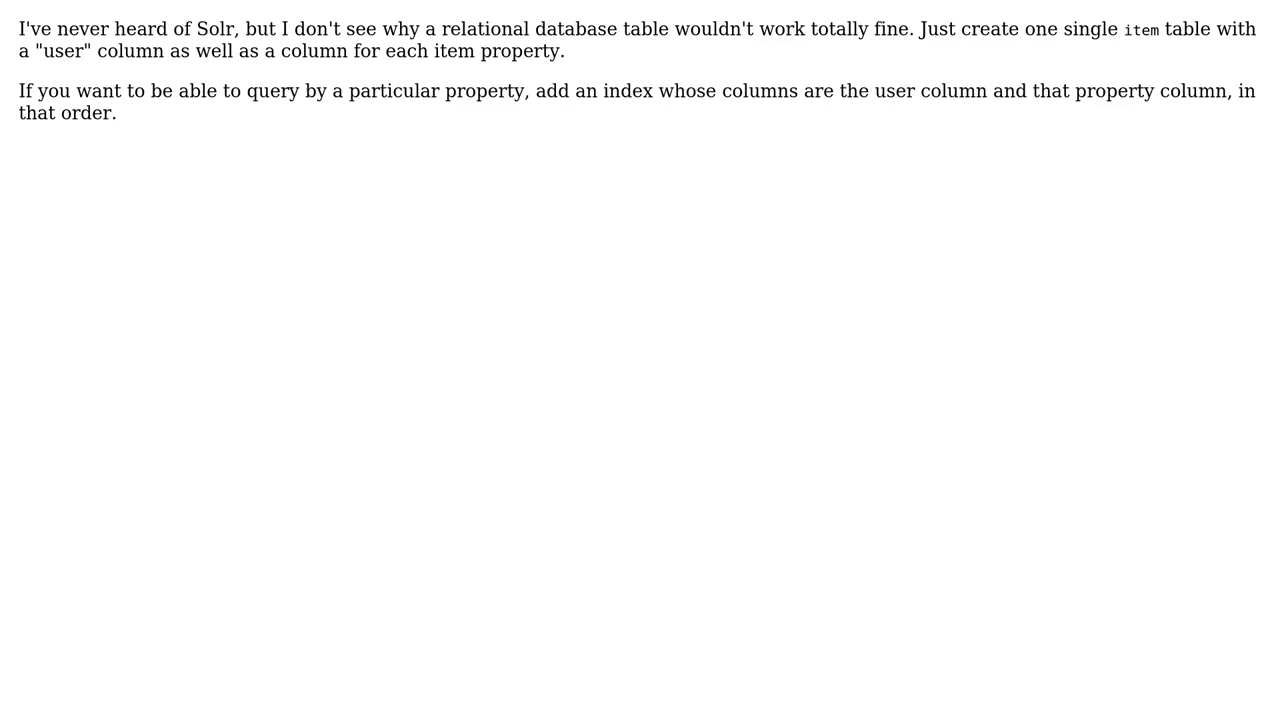 I've never heard of Solr, but I don't see why a relational database table wouldn't work totally fine. Just create one single item table with
a "user" column as well as a column for each item property.
If you want to be able to query by a particular property, add an index whose columns are the user column and that property column, in
that order.